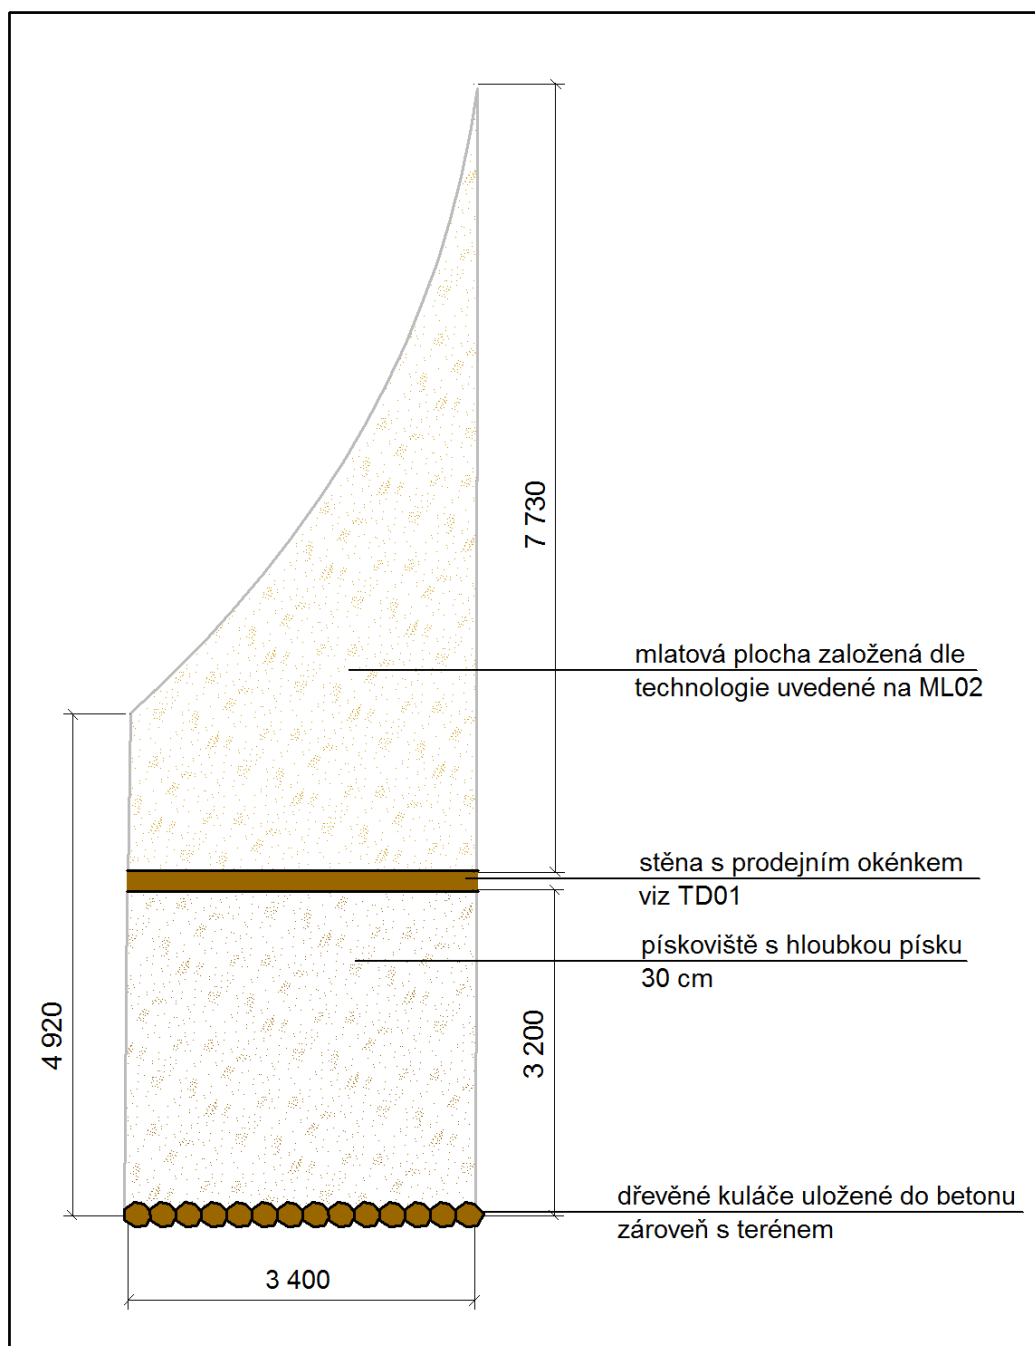 7 730
mlatová plocha založená dle
technologie uvedené na ML02
stěna s prodejním okénkem
viz TD01
pískoviště s hloubkou písku
30 cm
4 920
3 200
dřevěné kuláče uložené do betonu
zároveň s terénem
3 400